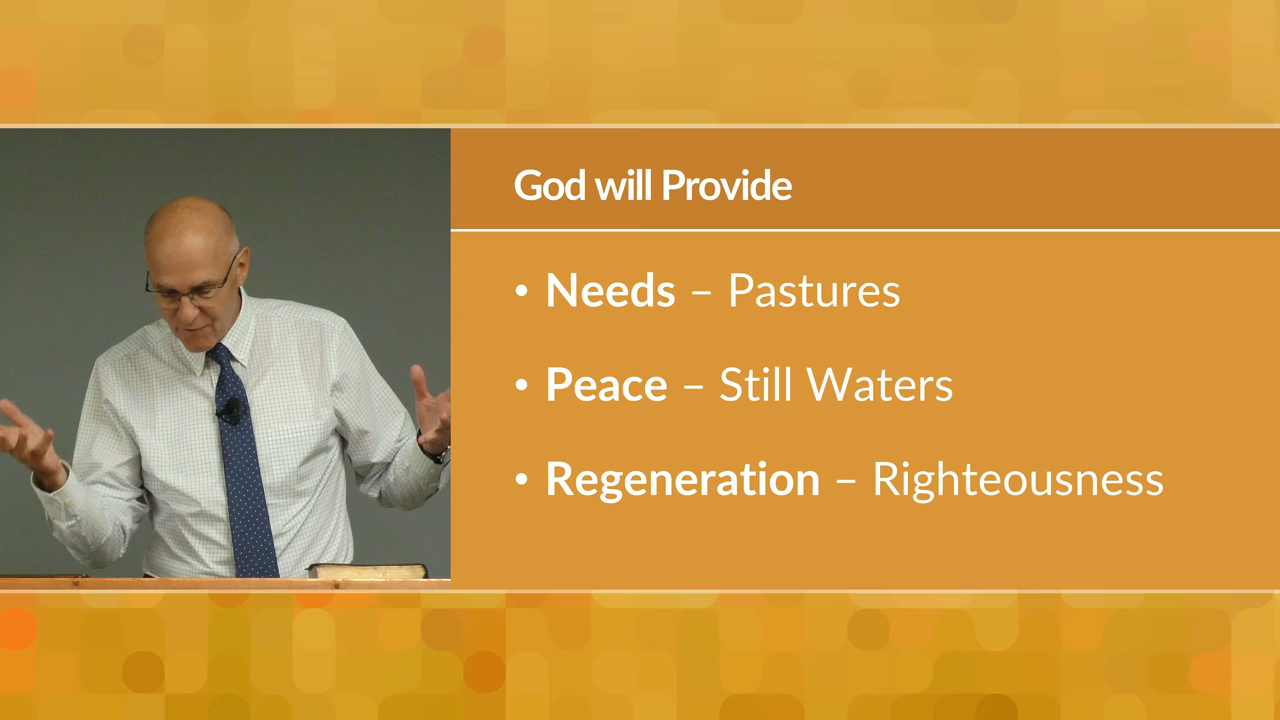 God will Provide
• Needs – Pastures
• Peace – Still Waters
• Regeneration – Righteousness